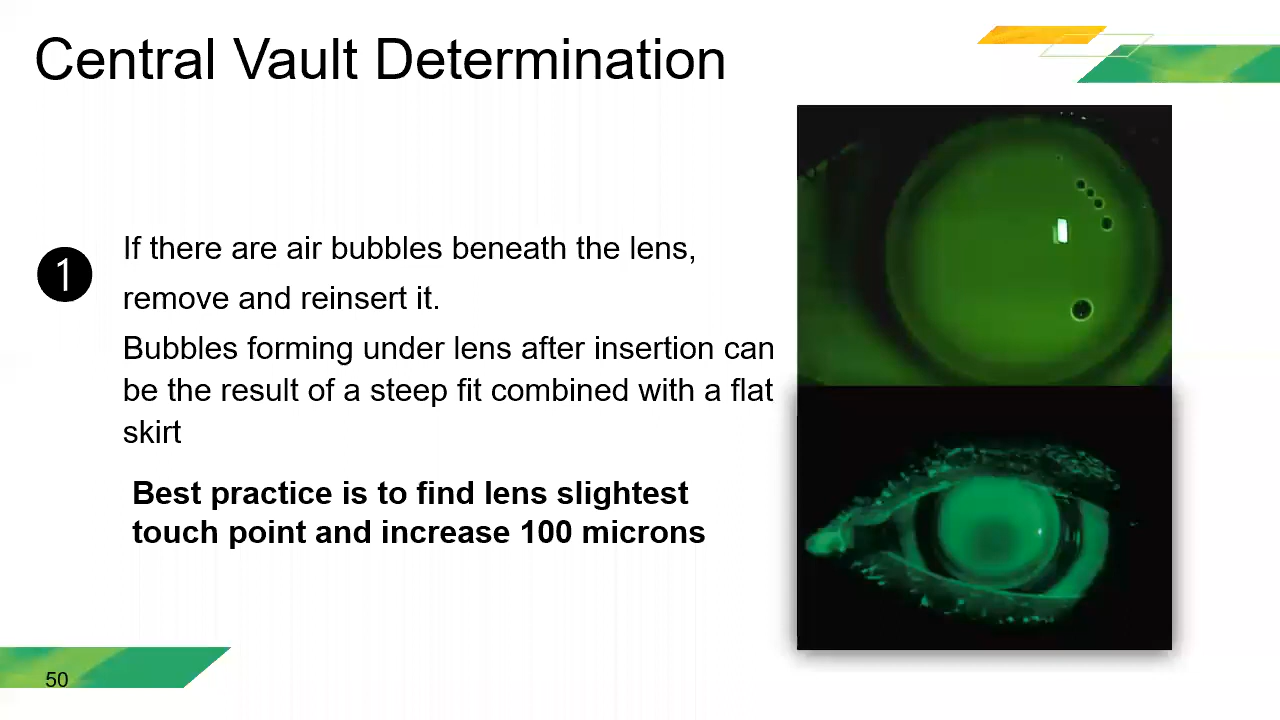 Central Vault Determination
1
If there are air bubbles beneath the lens,
remove and reinsert it.
Bubbles forming under lens after insertion can
be the result of a steep fit combined with a flat
skirt
Best practice is to find lens slightest
touch point and increase 100 microns
50